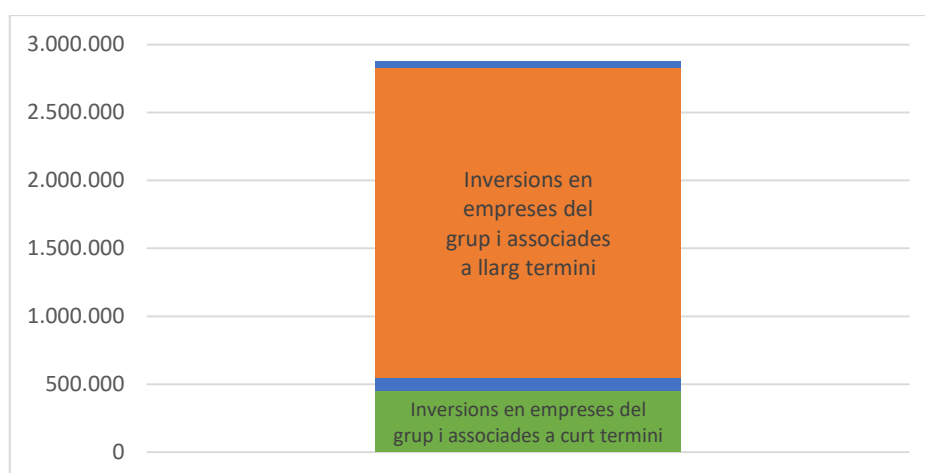 3.000.000
2.500.000
2.000.000
1.500.000
1.000.000
500.000
0
Inversions en
empreses del
grup i associades
a llarg termini
Inversions en empreses del
grup i associades a curt termini